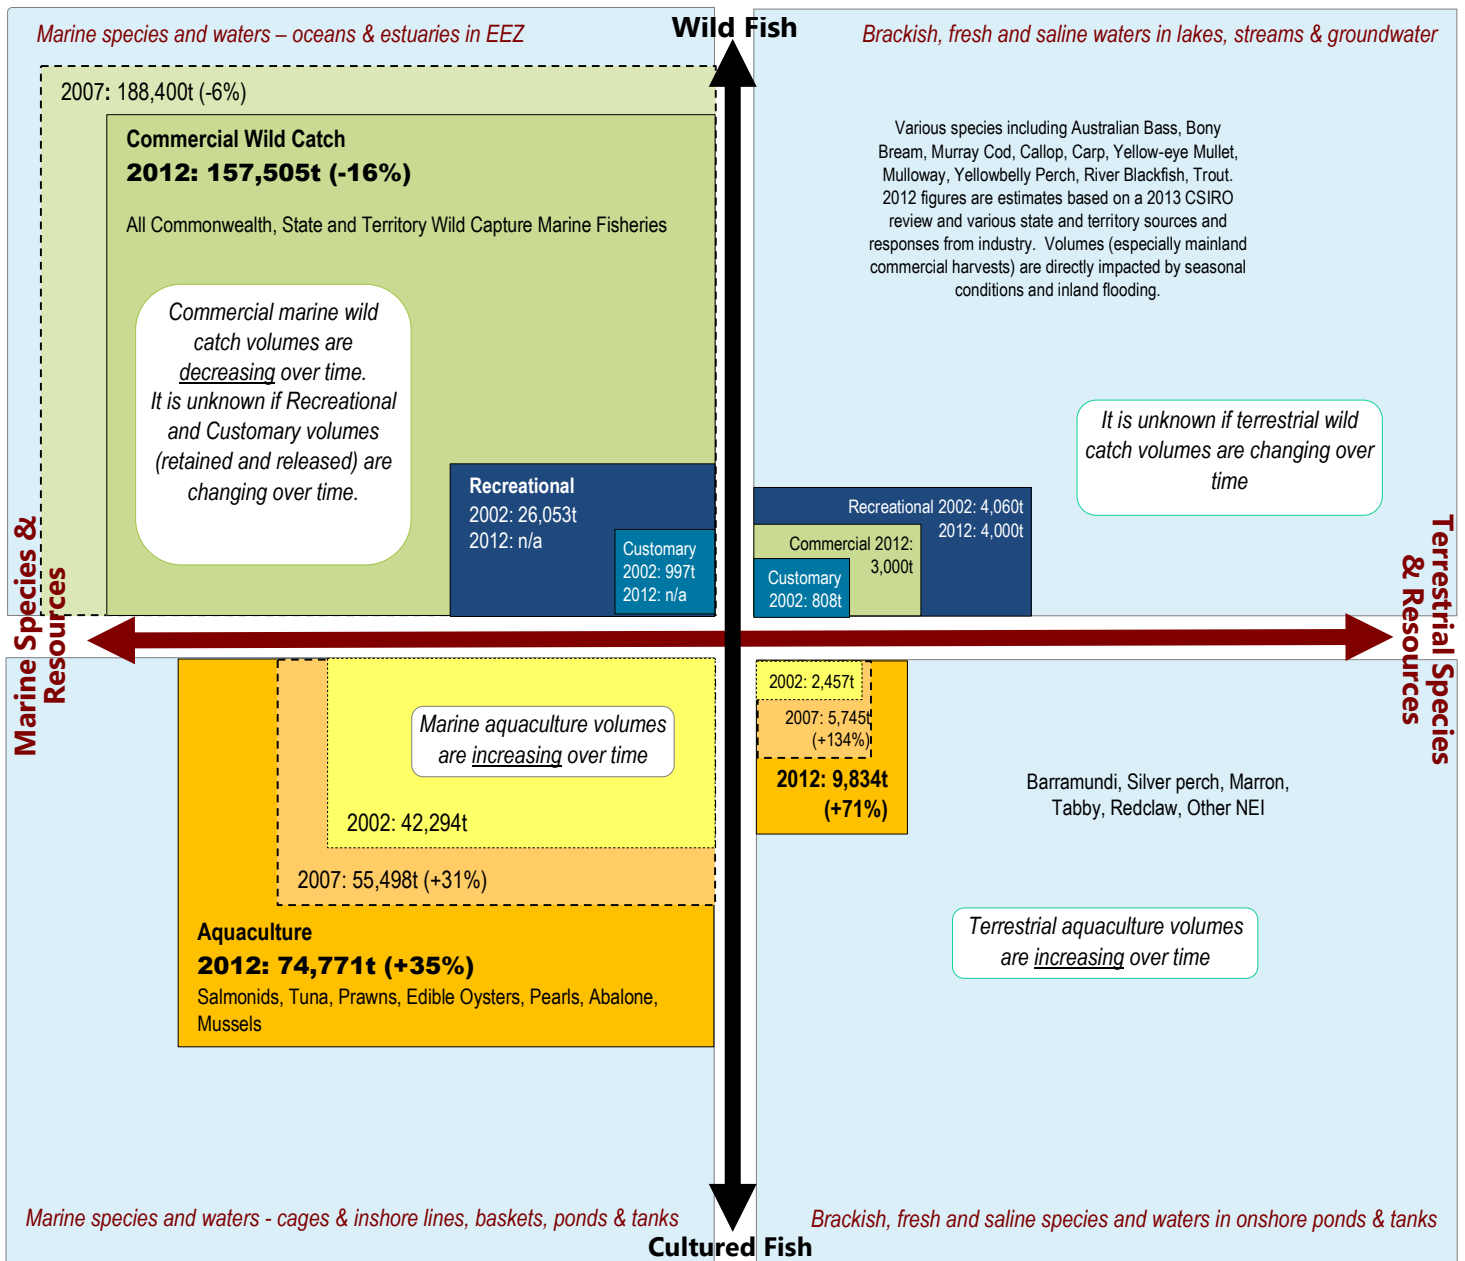 Wild Fish
Marine species and waters – oceans & estuaries in EEZ
2007: 188,400t (-6%)
Commercial Wild Catch
2012: 157,505t (-16%)
All Commonwealth, State and Territory Wild Capture Marine Fisheries
Commercial marine wild
catch volumes are
decreasing over time.
It is unknown if Recreational
and Customary volumes
(retained and released) are
changing over time.
Recreational
2002: 26,053t
2012: n/a
Customary
2002: 997t
2012: n/a
Brackish, fresh and saline waters in lakes, streams & groundwater
Various species including Australian Bass, Bony
Bream, Murray Cod, Callop, Carp, Yellow-eye Mullet,
Mulloway, Yellowbelly Perch, River Blackfish, Trout.
2012 figures are estimates based on a 2013 CSIRO
review and various state and territory sources and
responses from industry.  Volumes (especially mainland
commercial harvests) are directly impacted by seasonal
conditions and inland flooding.
It is unknown if terrestrial wild
catch volumes are changing over
time
Recreational 2002: 4,060t
2012: 4,000t
Commercial 2012:
3,000t
Customary
2002: 808t
Marine Species &
Resources
Terrestrial Species
& Resources
2002: 42,294t
Marine aquaculture volumes
are increasing over time
2007: 55,498t (+31%)
Aquaculture
2012: 74,771t (+35%)
Salmonids, Tuna, Prawns, Edible Oysters, Pearls, Abalone,
Mussels
Marine species and waters - cages & inshore lines, baskets, ponds & tanks
2002: 2,457t
2007: 5,745t
(+134%)
2012: 9,834t
(+71%)
Barramundi, Silver perch, Marron,
Tabby, Redclaw, Other NEI
Terrestrial aquaculture volumes
are increasing over time
Brackish, fresh and saline species and waters in onshore ponds & tanks
Cultured Fish